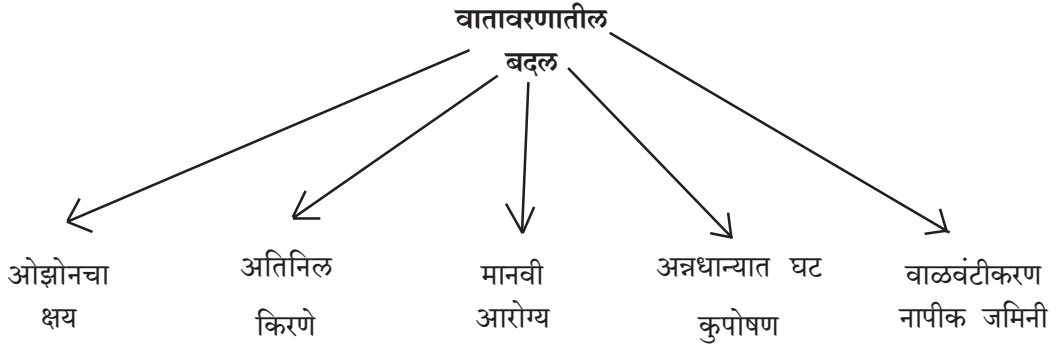 वातावरणातील
बदल
ओझोनचा
क्षय
अतिनिल
किरणे
मानवी
आरोग्य
अन्नधान्यात घट
कुपोषण
वाळवंटीकरण
नापीक जमिनी